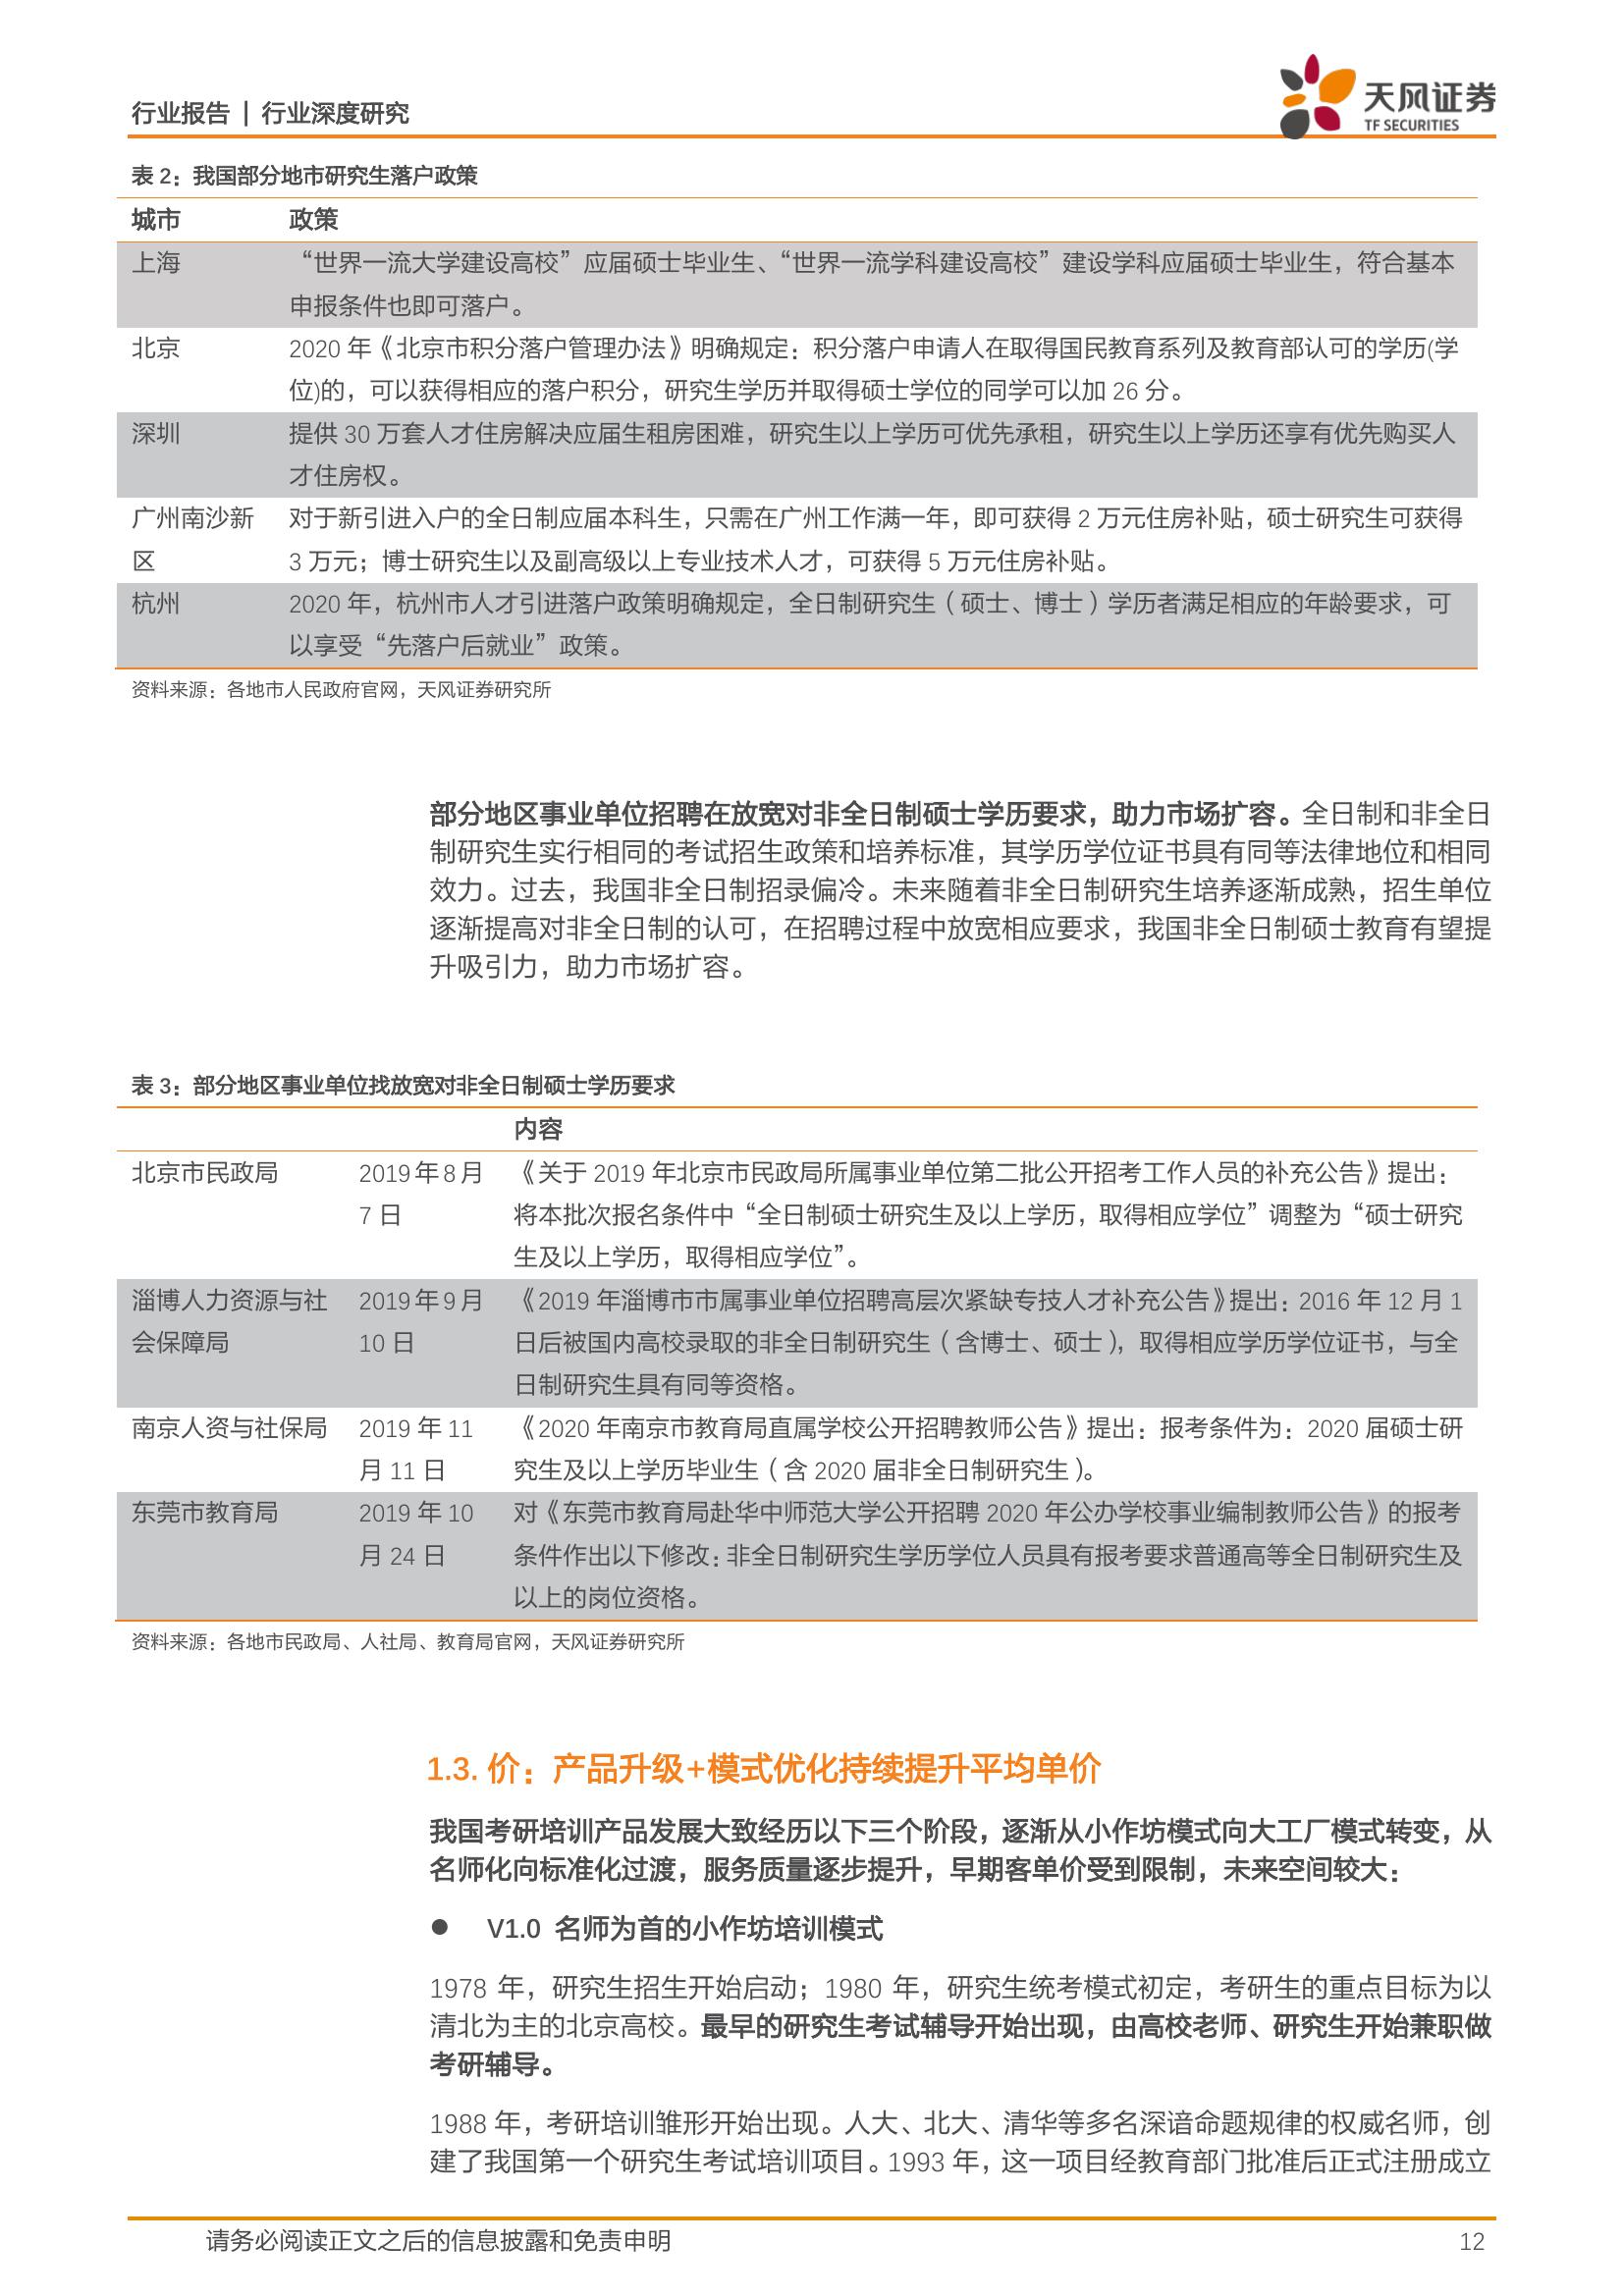 行业报告 | 行业深度研究
天风证券
TF SECURITIES
表 2：我国部分地市研究生落户政策
城市 政策
上海 “世界一流大学建设高校”应届硕士毕业生、“世界一流学科建设高校”建设学科应届硕士毕业生，符合基本
申报条件也即可落户。
北京 2020 年《北京市积分落户管理办法》明确规定：积分落户申请人在取得国民教育系列及教育部认可的学历(学
位)的，可以获得相应的落户积分，研究生学历并取得硕士学位的同学可以加 26 分。
深圳 提供 30 万套人才住房解决应届生租房困难，研究生以上学历可优先承租，研究生以上学历还享有优先购买人
才住房权。
广州南沙新 对于新引进入户的全日制应届本科生，只需在广州工作满一年，即可获得 2 万元住房补贴，硕士研究生可获得
区 3 万元；博士研究生以及副高级以上专业技术人才，可获得 5 万元住房补贴。
杭州 2020 年，杭州市人才引进落户政策明确规定，全日制研究生（硕士、博士）学历者满足相应的年龄要求，可
以享受“先落户后就业”政策。
资料来源：各地市人民政府官网，天风证券研究所
部分地区事业单位招聘在放宽对非全日制硕士学历要求，助力市场扩容。全日制和非全日
制研究生实行相同的考试招生政策和培养标准，其学历学位证书具有同等法律地位和相同
效力。过去，我国非全日制招录偏冷。未来随着非全日制研究生培养逐渐成熟，招生单位
逐渐提高对非全日制的认可，在招聘过程中放宽相应要求，我国非全日制硕士教育有望提
升吸引力，助力市场扩容。
表 3：部分地区事业单位找放宽对非全日制硕士学历要求
内容
北京市民政局 2019 年 8 月 《关于 2019 年北京市民政局所属事业单位第二批公开招考工作人员的补充公告》提出：
7 日 将本批次报名条件中“全日制硕士研究生及以上学历，取得相应学位”调整为“硕士研究
生及以上学历，取得相应学位”。
淄博人力资源与社 2019 年 9 月 《2019 年淄博市市属事业单位招聘高层次紧缺专技人才补充公告》提出：2016 年 12 月 1
会保障局 10 日 日后被国内高校录取的非全日制研究生（含博士、硕士），取得相应学历学位证书，与全
日制研究生具有同等资格。
南京人资与社保局 2019 年 11 《2020 年南京市教育局直属学校公开招聘教师公告》提出：报考条件为：2020 届硕士研
月 11 日 究生及以上学历毕业生（含 2020 届非全日制研究生）。
东莞市教育局 2019 年 10 对《东莞市教育局赴华中师范大学公开招聘 2020 年公办学校事业编制教师公告》的报考
月 24 日 条件作出以下修改：非全日制研究生学历学位人员具有报考要求普通高等全日制研究生及
以上的岗位资格。
资料来源：各地市民政局、人社局、教育局官网，天风证券研究所
1.3. 价：产品升级+模式优化持续提升平均单价
我国考研培训产品发展大致经历以下三个阶段，逐渐从小作坊模式向大工厂模式转变，从
名师化向标准化过渡，服务质量逐步提升，早期客单价受到限制，未来空间较大：
● V1.0 名师为首的小作坊培训模式
1978 年，研究生招生开始启动；1980 年，研究生统考模式初定，考研生的重点目标为以
清北为主的北京高校。最早的研究生考试辅导开始出现，由高校老师、研究生开始兼职做
考研辅导。
1988 年，考研培训雏形开始出现。人大、北大、清华等多名深谙命题规律的权威名师，创
建了我国第一个研究生考试培训项目。1993 年，这一项目经教育部门批准后正式注册成立
请务必阅读正文之后的信息披露和免责申明 12